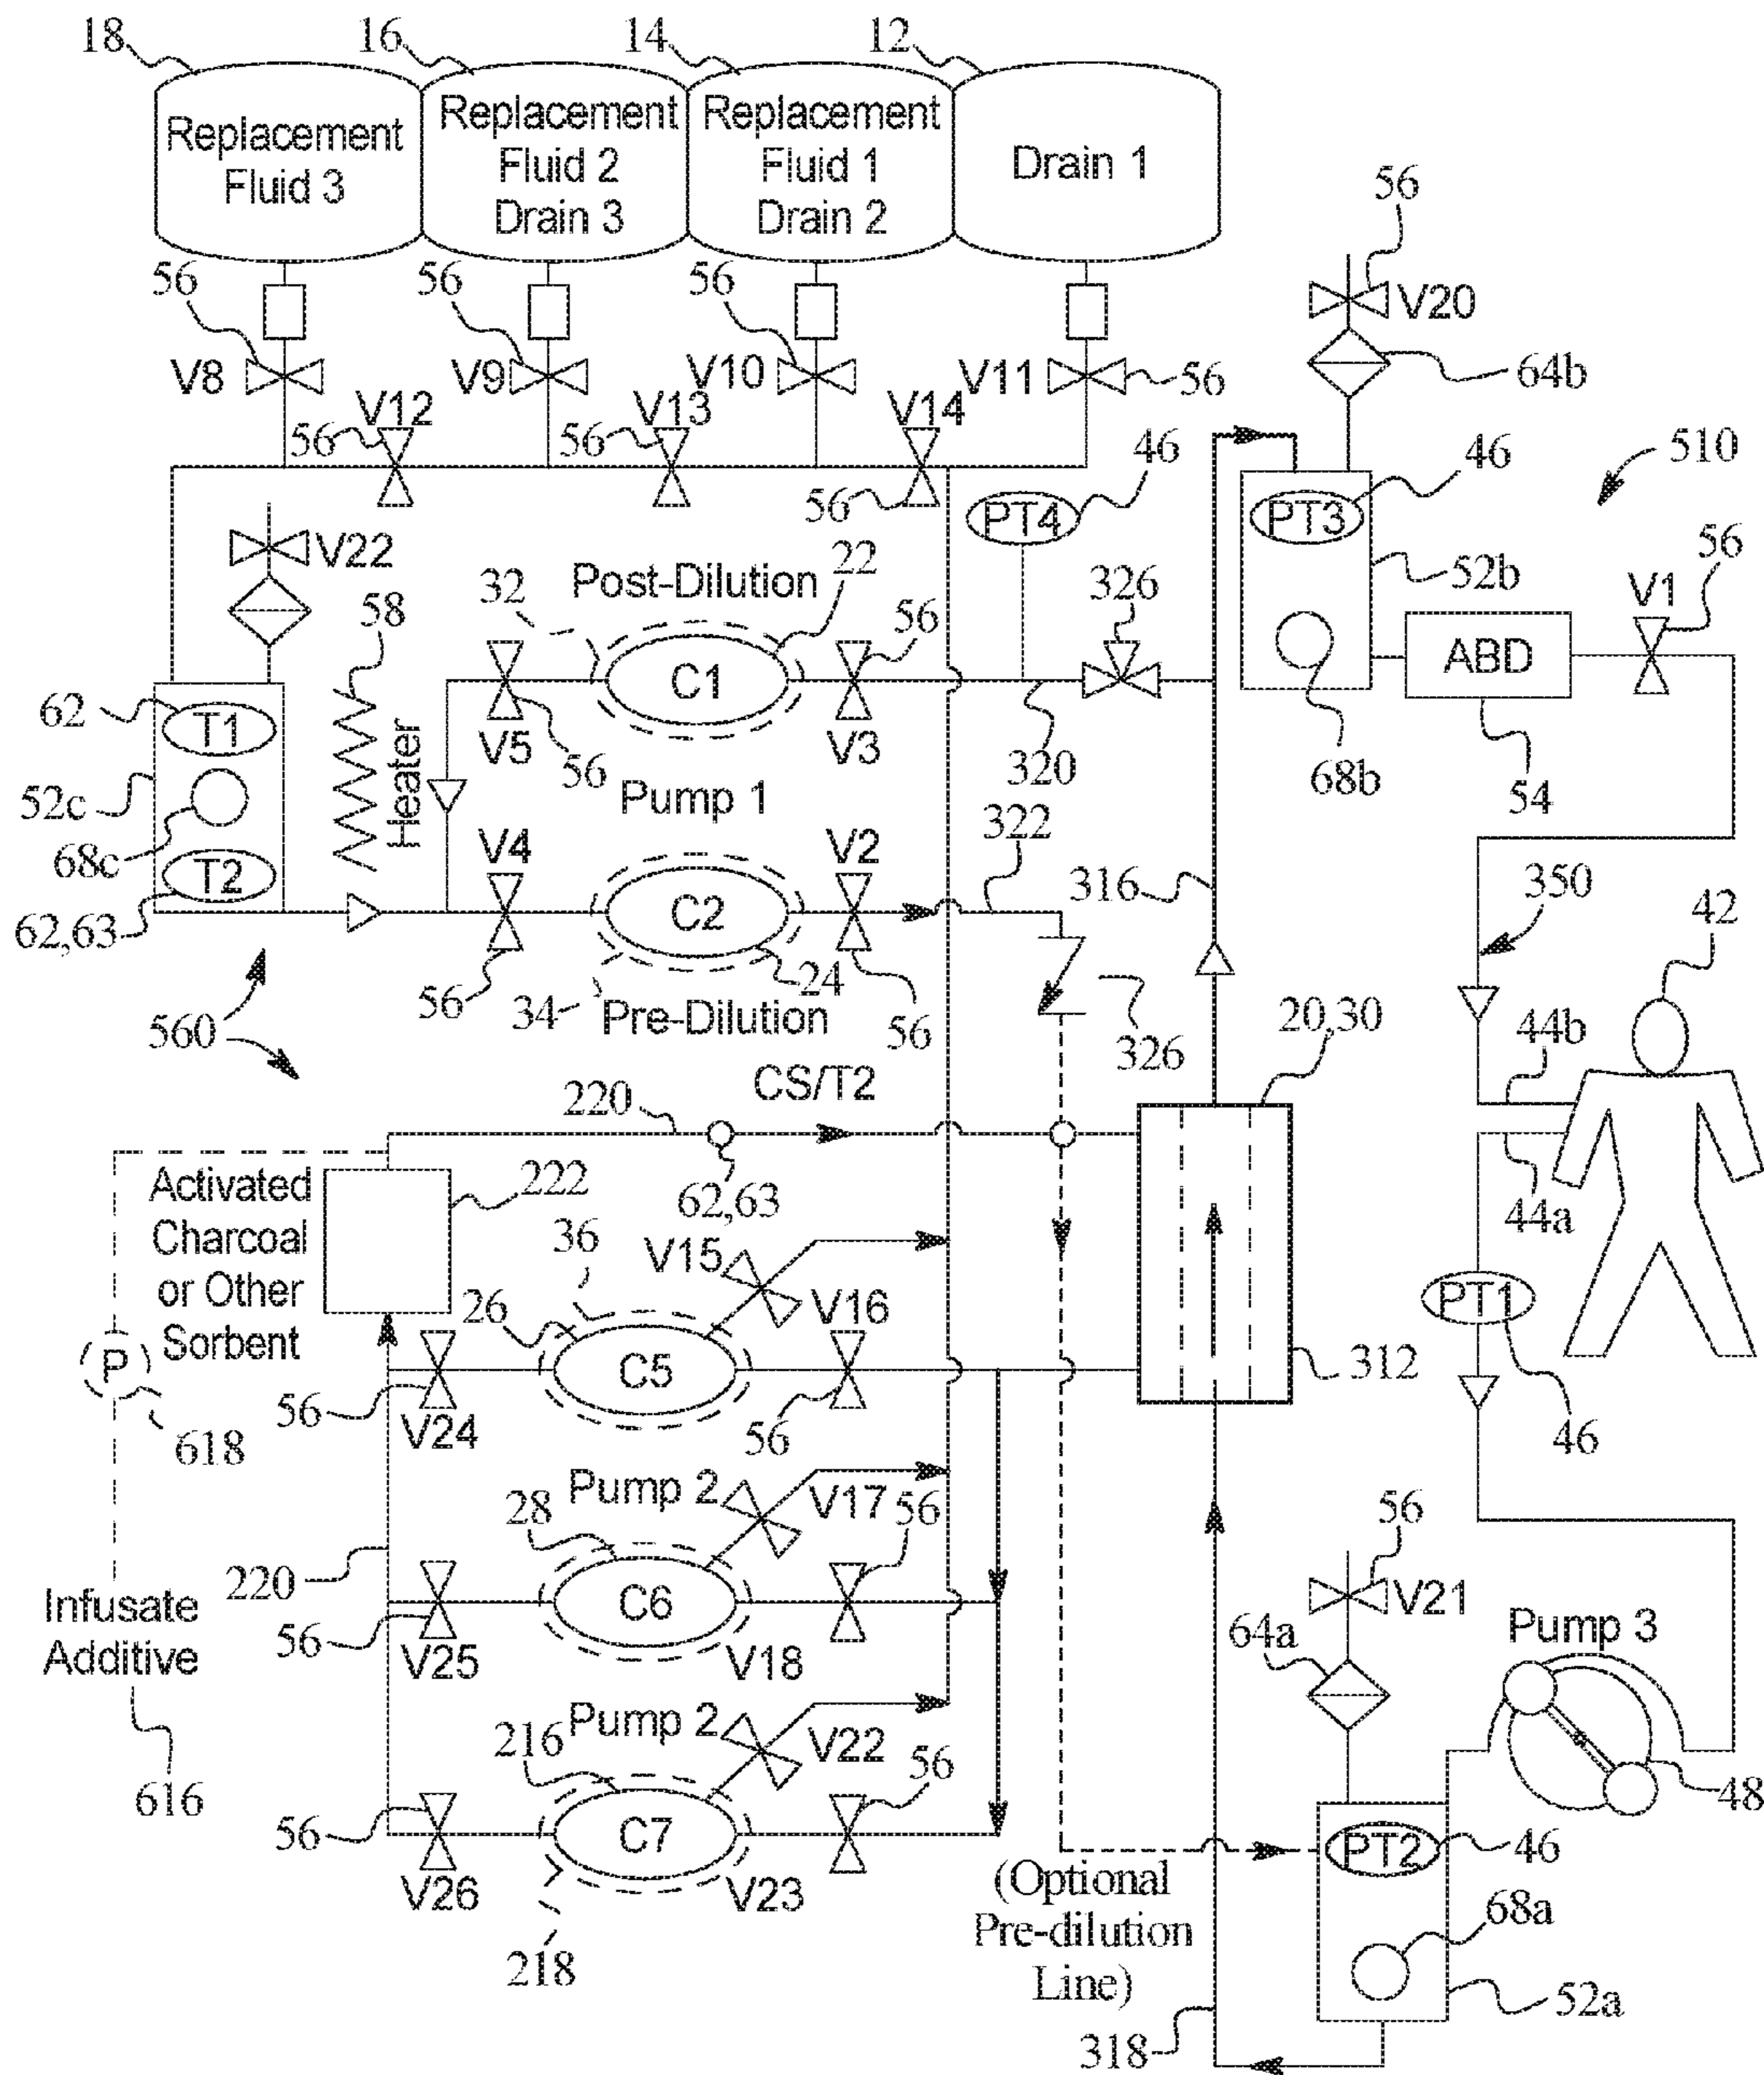 18
16
14
12
Replacement
Fluid 3
Replacement
Fluid 2
Drain 3
Replacement
Fluid 1
Drain 2
Drain 1
56
56
56
56
V20
V8
V9
V10
V11
56
64b
V12
V13
V14
56
56
56
46
46
510
PT4
PT3
V22
Post-Dilution
22
326
52b
56
V1
32
58
56
62
T1
C1
ABD
V5
56
V3
320
68b
54
52c
Heater
Pump 1
68c
T2
V4
V2
322
316
350
42
62,63
C2
24
56
34
Pre-Dilution
56
326
20,30
44b
560
CS/T2
220
Activated
Charcoal
or Other
Sorbent
222
62,63
44a
36
V15
V16
26
PT1
P
C5
312
56
V24
56
46
618
Pump 2
V17
56
28
56
220
C6
V21
Infusate
Additive
56
V25
V18
64a
Pump 3
Pump 2
216
V22
56
616
56
C7
48
V26
V23
PT2
46
(Optional
Pre-dilution
Line)
68a
218
52a
318